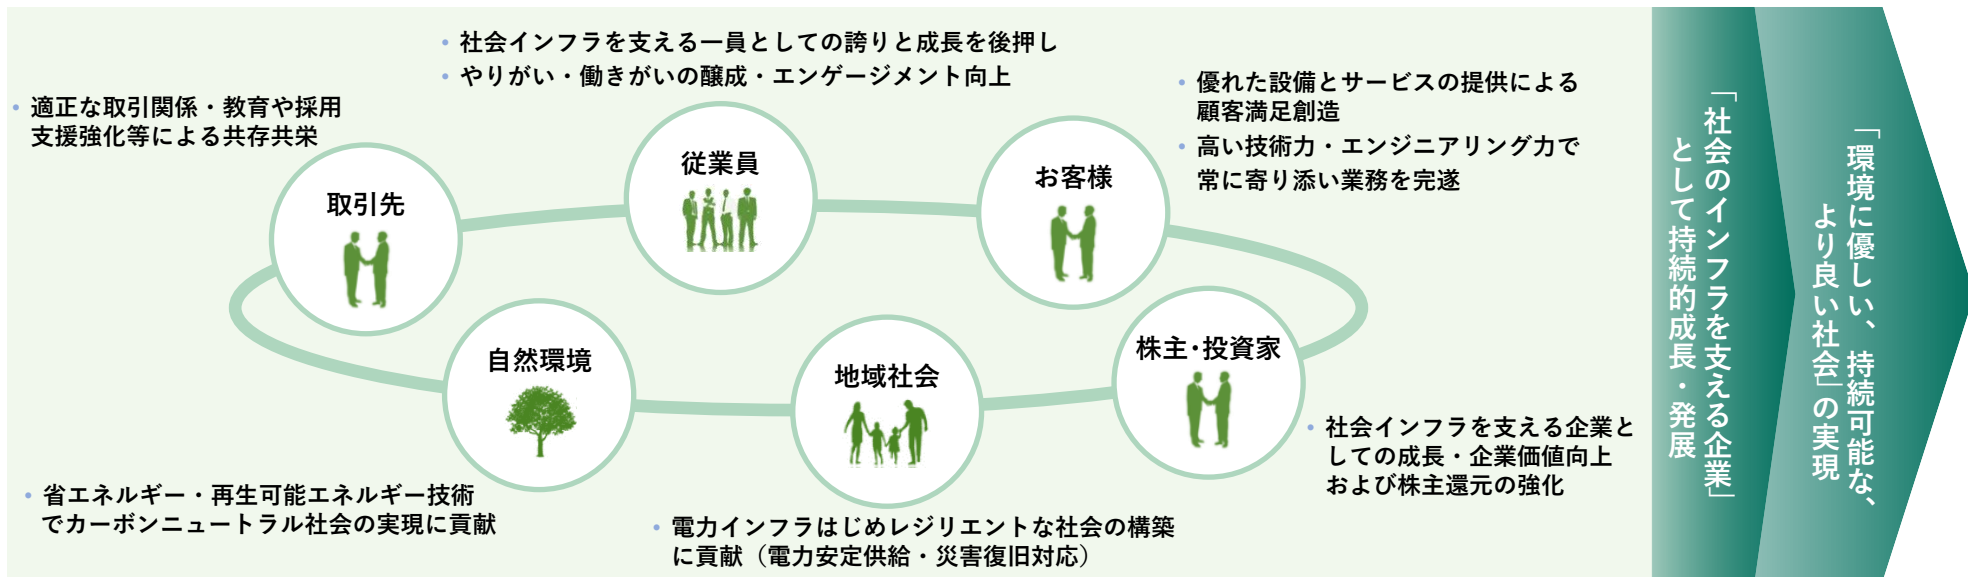 ・社会インフラを支える一員としての誇りと成長を後押し
・やりがい・働きがいの醸成・エンゲージメント向上
・適正な取引関係・教育や採用
支援強化等による共存共栄
・優れた設備とサービスの提供による
顧客満足創造
・高い技術力・エンジニアリング力で
常に寄り添い業務を完遂
取引先
従業員
お客様
自然環境
地域社会
株主・投資家
・社会インフラを支える企業と
しての成長・企業価値向上
および株主還元の強化
・省エネルギー・再生可能エネルギー技術
でカーボンニュートラル社会の実現に貢献
・電力インフラはじめレジリエントな社会の構築
に貢献（電力安定供給・災害復旧対応）
「社会のインフラを支える企業」
として持続的成長・発展
「環境に優しい、持続可能な、
より良い社会」の実現